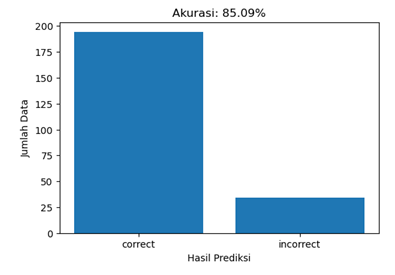 Akurasi: 85.09%
200
175
150
125
100
75
50
25
0
Jumlah Data
correct
incorrect
Hasil Prediksi